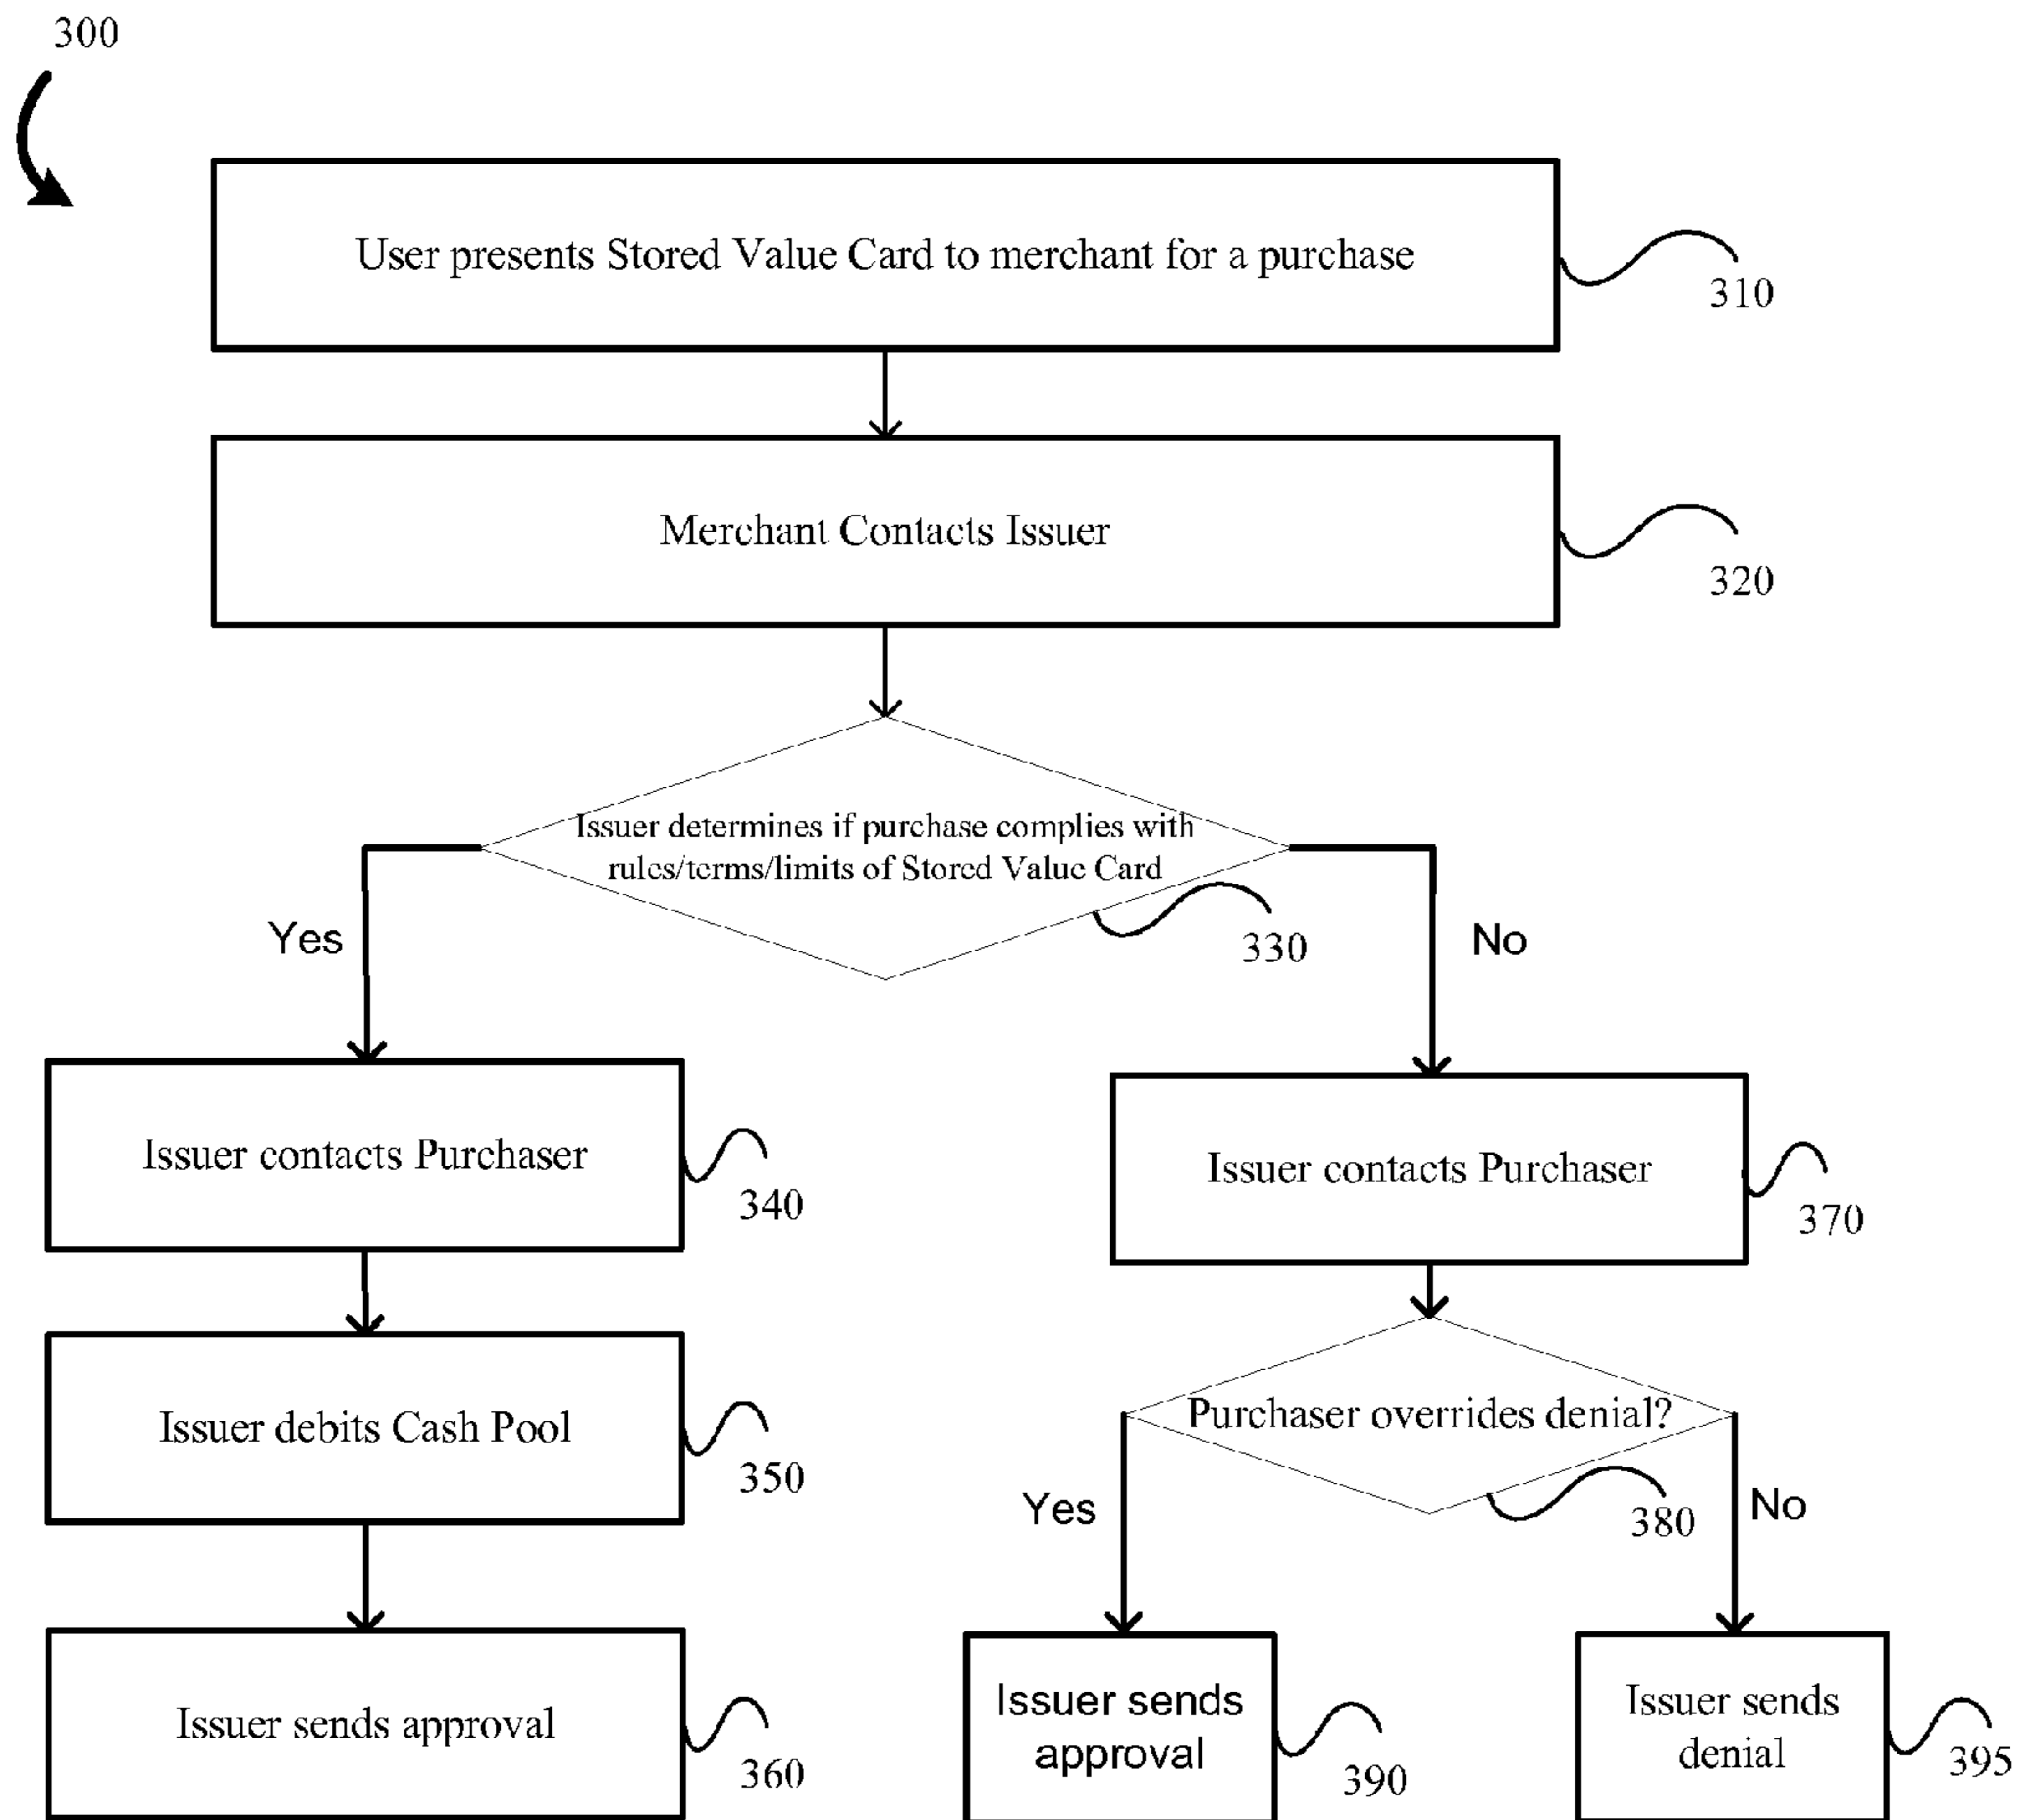 300
User presents Stored Value Card to merchant for a purchase
310
Merchant Contacts Issuer
320
Issuer determines if purchase complies with
rules/terms/limits of Stored Value Card
330
Yes
No
Issuer contacts Purchaser
340
Issuer contacts Purchaser
370
Issuer debits Cash Pool
350
Purchaser overrides denial?
380
Yes
No
Issuer sends approval
360
Issuer sends
approval
390
Issuer sends
denial
395